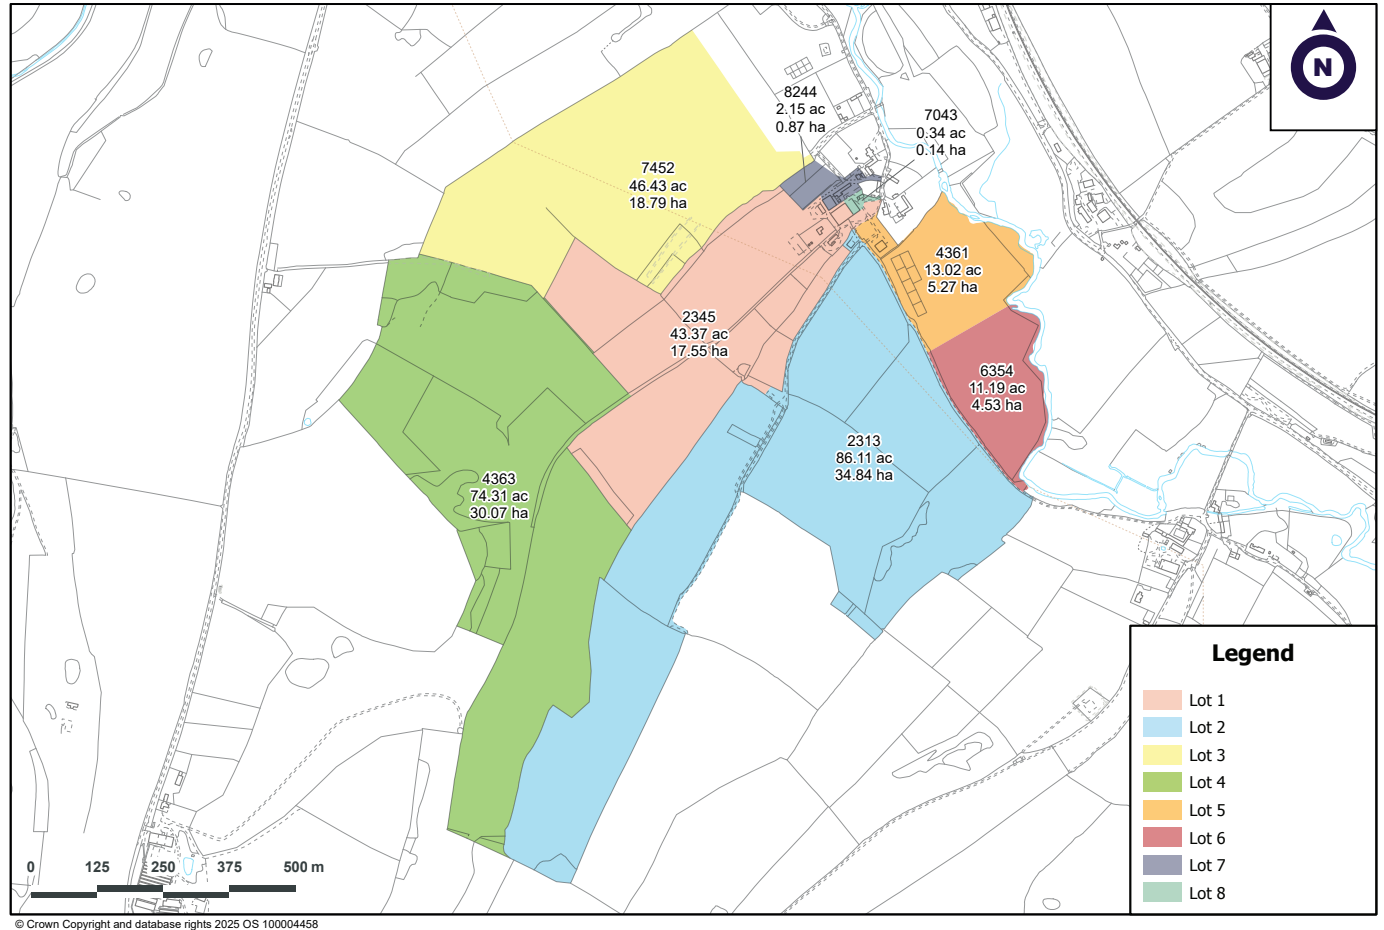 N
8244
2.15 ac
0.87 ha
7043
0.34 ac
0.14 ha
7452
46.43 ac
18.79 ha
4361
13.02 ac
5.27 ha
2345
43.37 ac
17.55 ha
6354
11.19 ac
4.53 ha
2313
86.11 ac
34.84 ha
4363
74.31 ac
30.07 ha
Legend
Lot 1
Lot 2
Lot 3
Lot 4
Lot 5
Lot 6
Lot 7
Lot 8
0 125 250 375 500 m
© Crown Copyright and database rights 2025 OS 100004458